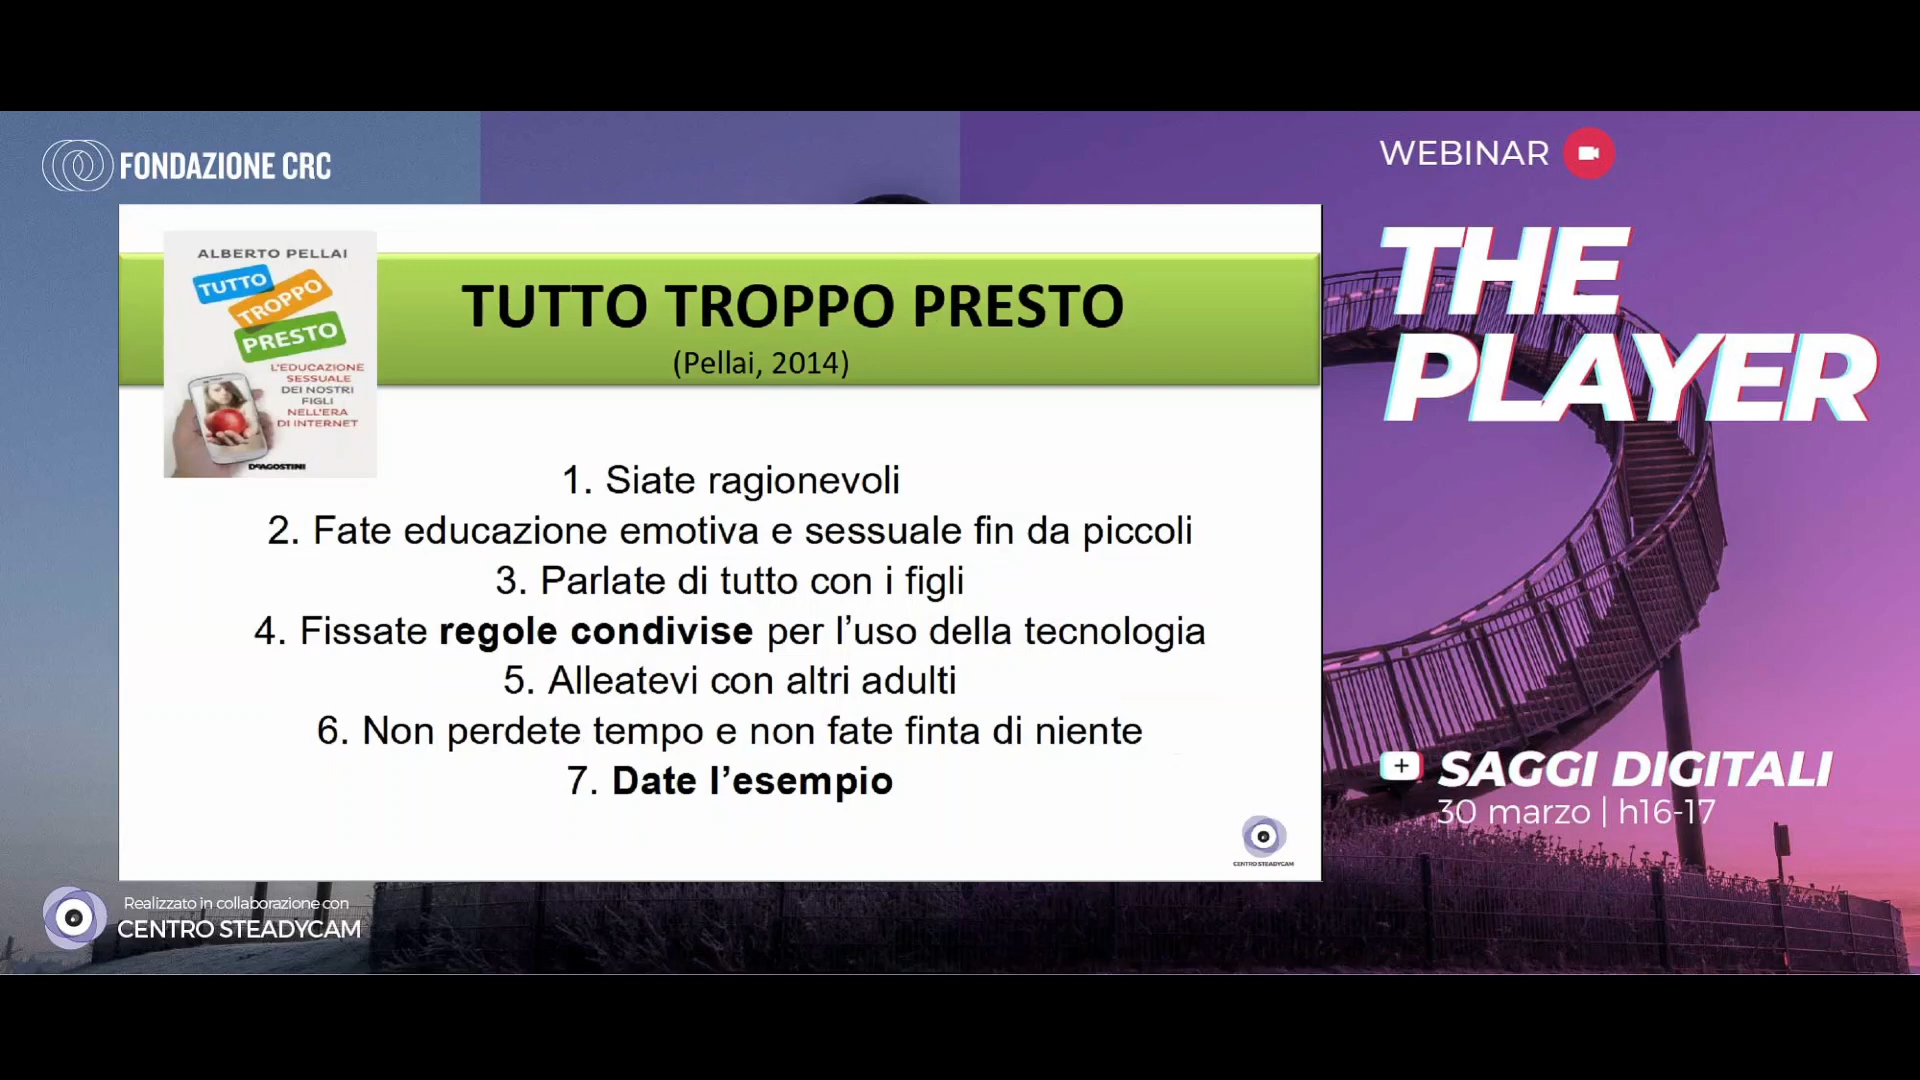 FONDAZIONE CRC
WEBINAR
THE
PLAYER
ALBERTO PELLAI
TUTTO
TROPPO
PRESTO
L'EDUCAZIONE
SESSUALE
DEI NOSTRI
FIGLI
NELL'ERA
DI INTERNET
DEAGOSTINI
TUTTO TROPPO PRESTO
(Pellai, 2014)
1. Siate ragionevoli
2. Fate educazione emotiva e sessuale fin da piccoli
3. Parlate di tutto con i figli
4. Fissate regole condivise per l’uso della tecnologia
5. Alleatevi con altri adulti
6. Non perdete tempo e non fate finta di niente
7. Date l’esempio
CENTRO STEADYCAM
SAGGI DIGITALI
30 marzo | h16-17
Realizzato in collaborazione con
CENTRO STEADYCAM